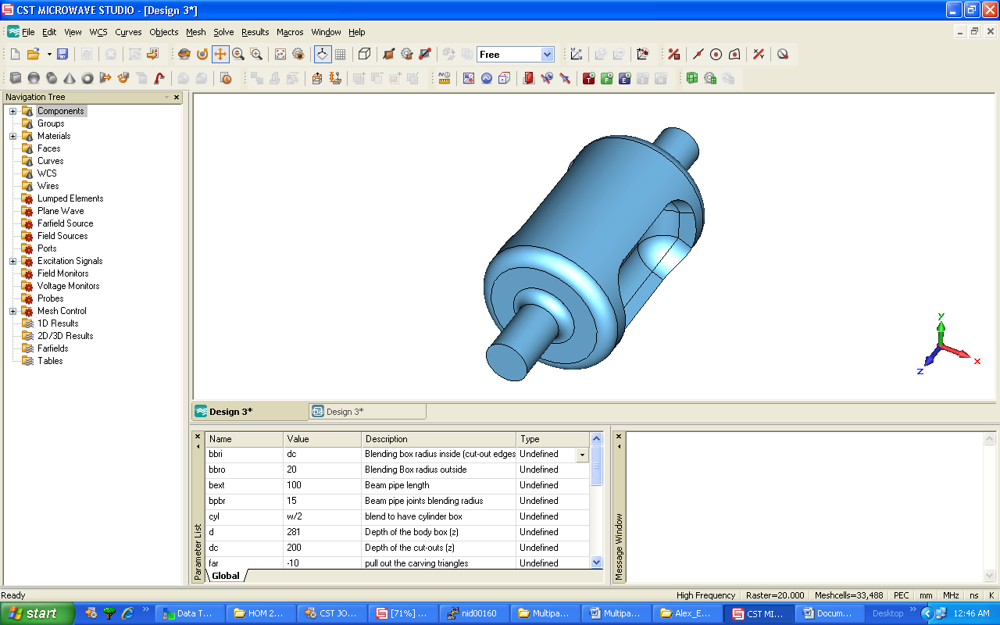 CST MICROWAVE STUDIO - [Design 3*]
File Edit View WCS Curves Objects Mesh Solve Results Macros Window Help
Free
Navigation Tree
Components
Groups
Materials
Faces
Curves
WCS
Wires
Lumped Elements
Plane Wave
Farfield Source
Field Sources
Ports
Excitation Signals
Field Monitors
Voltage Monitors
Probes
Mesh Control
1D Results
2D/3D Results
Farfields
Tables
Y
X
Z
Design 3* Design 3*
Parameter List
Name Value Description Type
bbri dc Blending box radius inside (cut-out edges Undefined
bbro 20 Blending Box radius outside Undefined
bext 100 Beam pipe length Undefined
bpbr 15 Beam pipe joints blending radius Undefined
cyl w/2 blend to have cylinder box Undefined
d 281 Depth of the body box (z) Undefined
dc 200 Depth of the cut-outs (z) Undefined
far -10 pull out the carving triangles Undefined
Global
Message Window
Ready High Frequency Raster=20.000 Meshcells=33,488 PEC mm MHz ns K
start Data T... HOM 2... CST JO... [71%] ... nid00160 Multipa... Multipa... Alex_E... CST MI... Docum... Desktop 12:46 AM